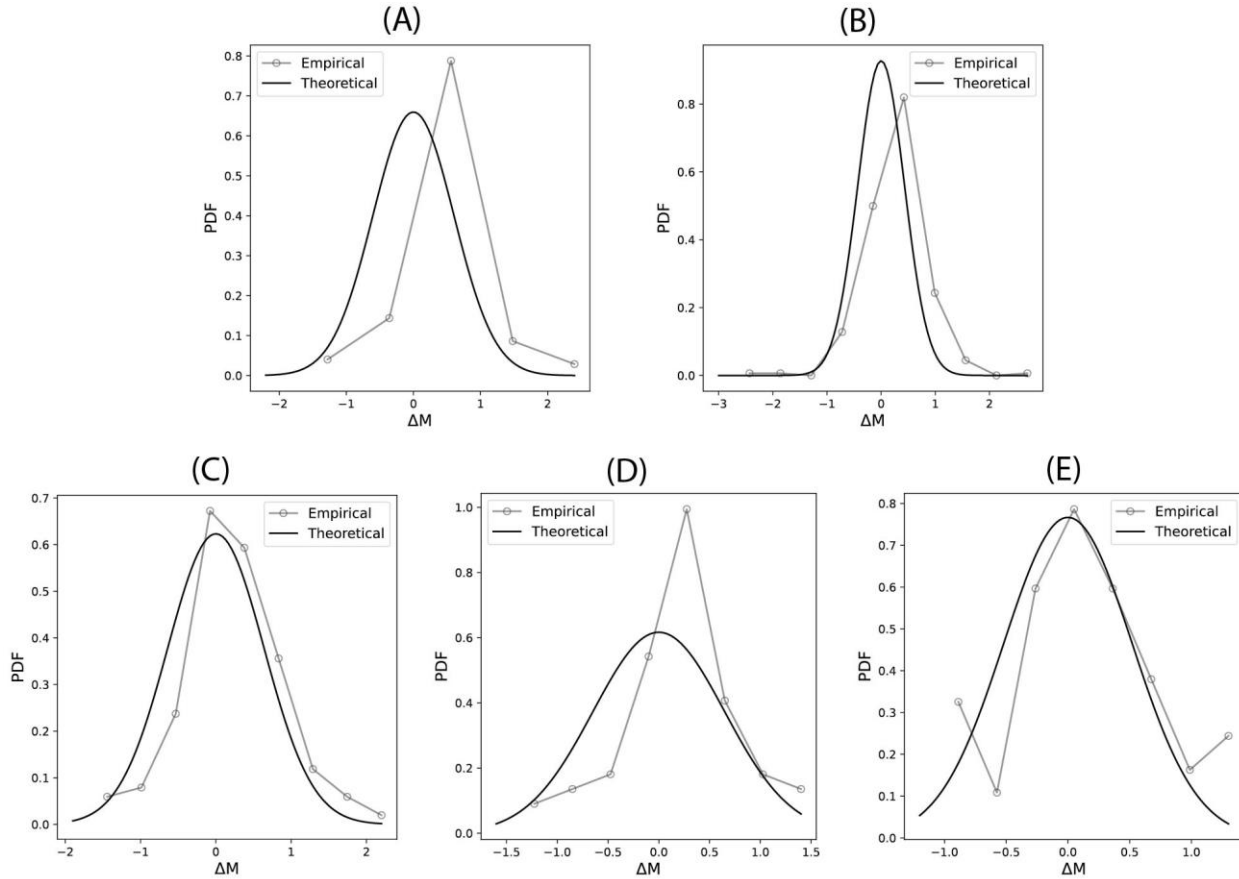 (A)
(B)
0.8
0.7
0.6
0.5
0.4
0.3
0.2
0.1
0.0
PDF
Empirical
Theoretical
−2
−1
0
1
2
ΔM
0.8
0.6
0.4
0.2
0.0
PDF
Empirical
Theoretical
−3
−2
−1
0
1
2
ΔM
(C)
(D)
(E)
0.7
0.6
0.5
0.4
0.3
0.2
0.1
0.0
PDF
Empirical
Theoretical
−2
−1
0
1
2
ΔM
1.0
0.8
0.6
0.4
0.2
0.0
PDF
Empirical
Theoretical
−1.5
−1.0
−0.5
0.0
0.5
1.0
1.5
ΔM
0.8
0.7
0.6
0.5
0.4
0.3
0.2
0.1
0.0
PDF
Empirical
Theoretical
−1.0
−0.5
0.0
0.5
1.0
ΔM